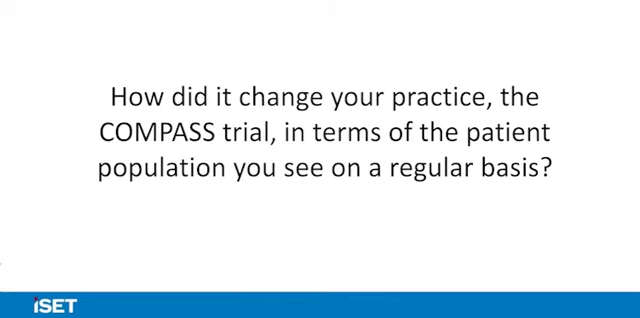 How did it change your practice, the
COMPASS trial, in terms of the patient
population you see on a regular basis?
iSET